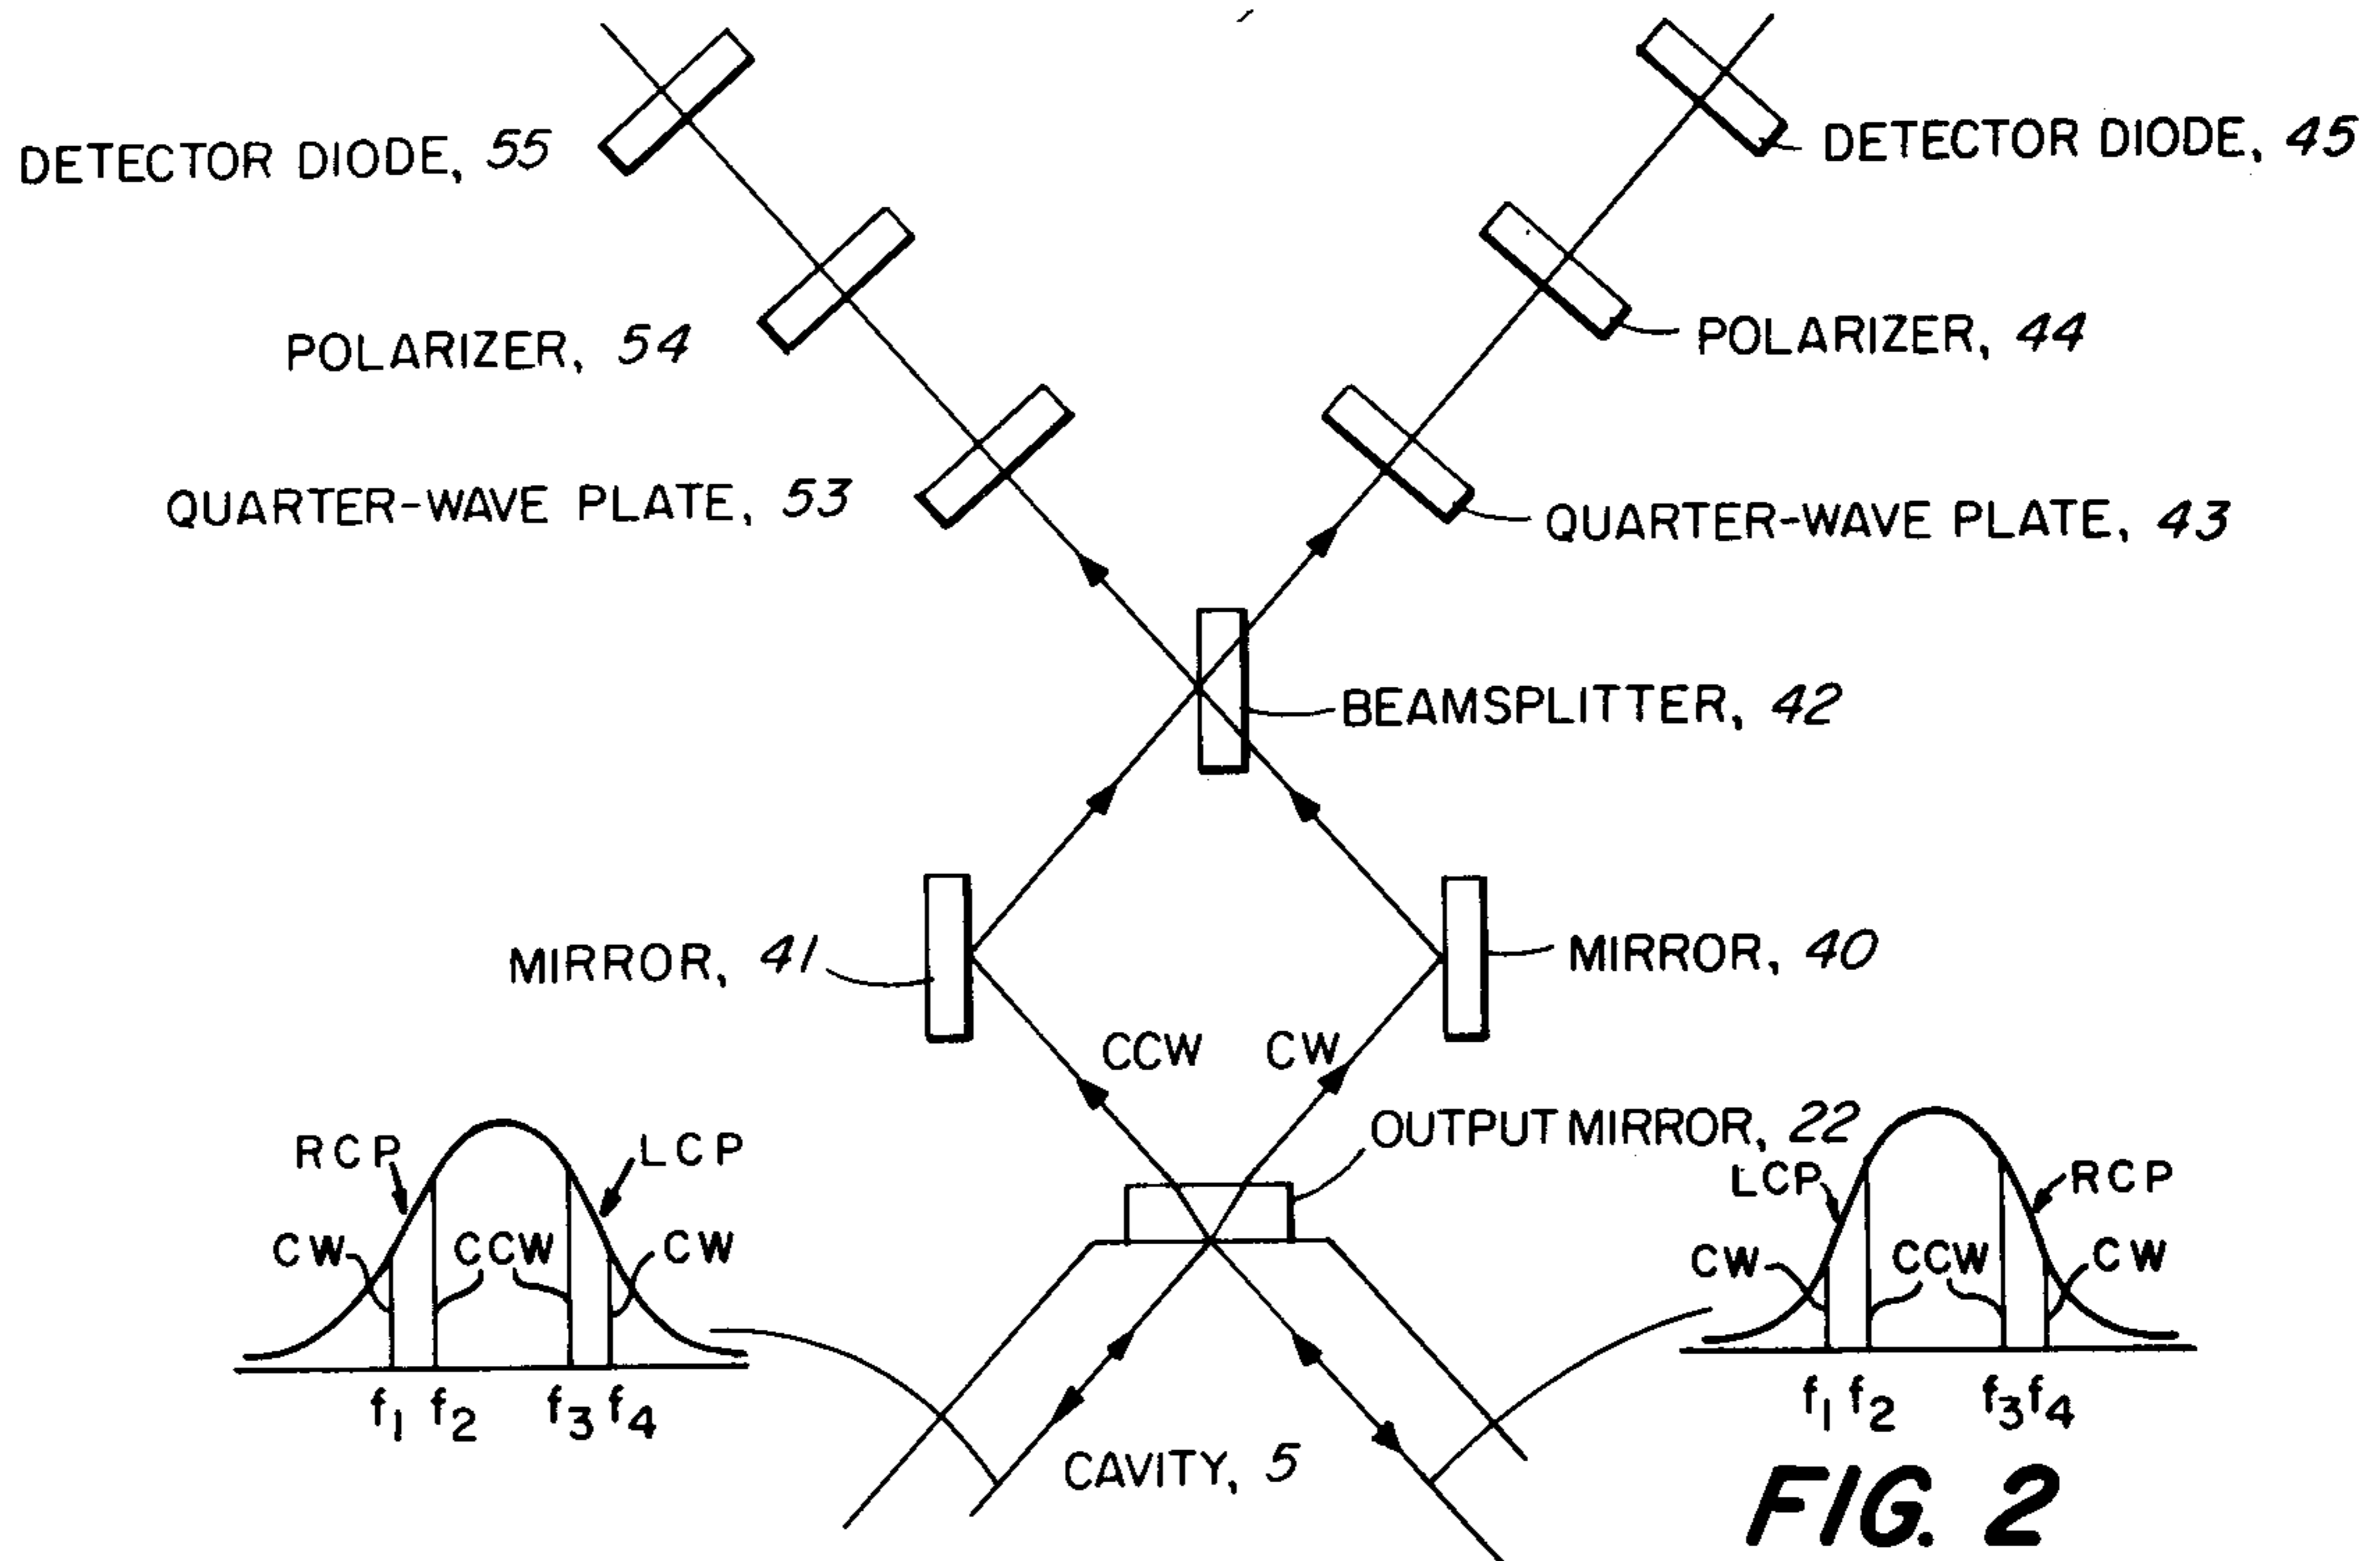 DETECTOR DIODE, 55
DETECTOR DIODE, 45
POLARIZER, 54
POLARIZER, 44
QUARTER-WAVE PLATE, 53
QUARTER-WAVE PLATE, 43
BEAMSPLITTER, 42
MIRROR, 41
MIRROR, 40
CCW CW
OUTPUT MIRROR, 22
RCP LCP
CW CCW CW
f1 f2 f3 f4
LCP RCP
CW CCW CW
f1 f2 f3 f4
CAVITY, 5
FIG. 2